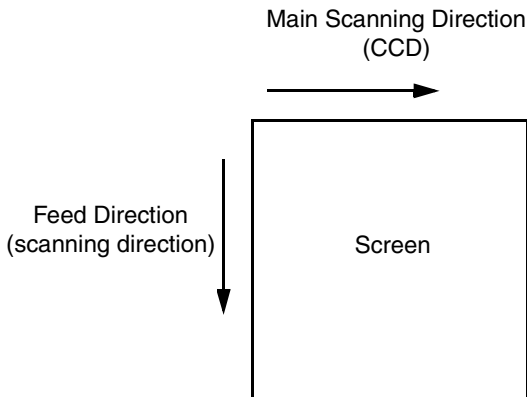 Main Scanning Direction
(CCD)
Feed Direction
(scanning direction)
Screen